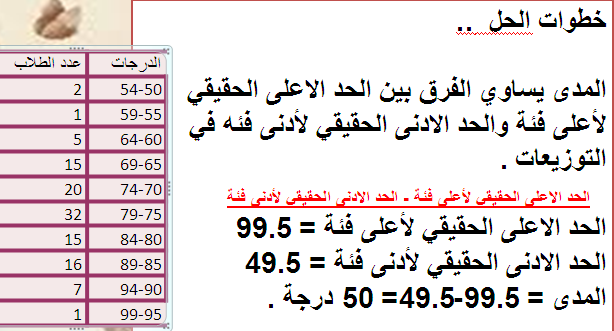 خطوات الحل ..
المدى يساوي الفرق بين الحد الاعلى الحقيقي
لأعلى فئة والحد الادنى الحقيقي لأدنى فئه في
التوزيعات .
الحد الاعلى الحقيقي لأعلى فئة - الحد الادنى الحقيقي لأدنى فئة
الحد الاعلى الحقيقي لأعلى فئة = 99.5
الحد الادنى الحقيقي لأدنى فئة = 49.5
المدى = 99.5-49.5= 50 درجة .
الدرجات عدد الطلاب
54-50 2
59-55 1
64-60 5
69-65 15
74-70 20
79-75 32
84-80 15
89-85 16
94-90 7
99-95 1